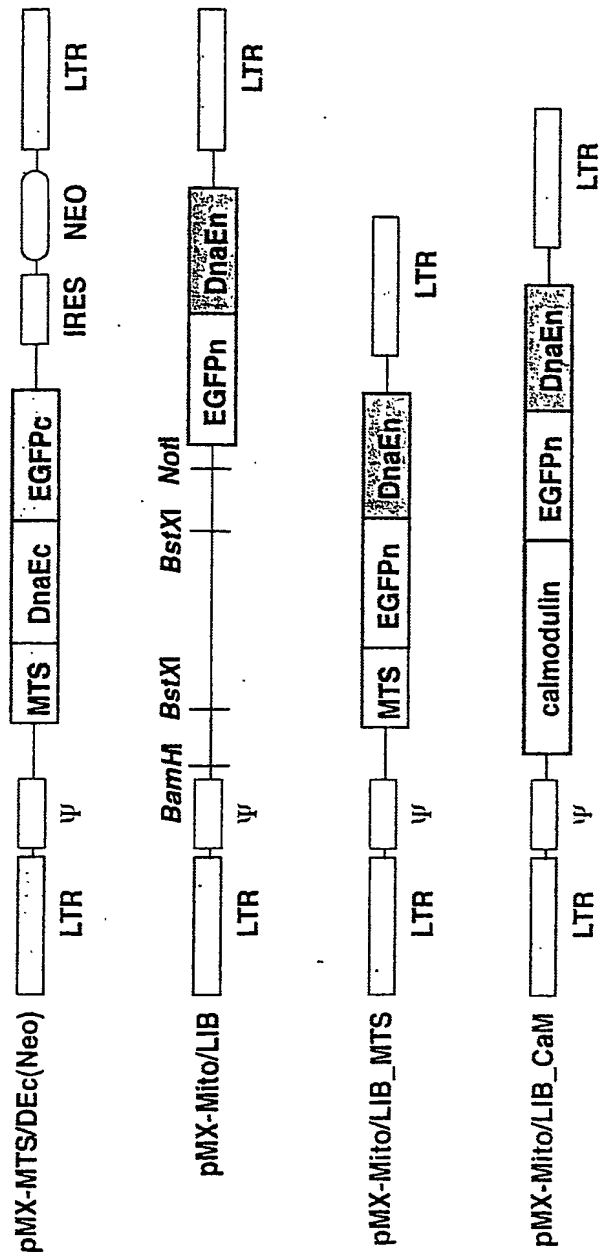 pMX-MTS/DEc(Neo)
MTS DnaEc EGFPc
LTR Ψ IRES NEO LTR
pMX-Mito/LIB
BamHI BstXI BstXI NotI
EGFPn DnaEn
LTR Ψ LTR
pMX-Mito/LIB_MTS
MTS EGFPn DnaEn
LTR Ψ LTR
pMX-Mito/LIB_CaM
calmodulin EGFPn DnaEn
LTR Ψ LTR